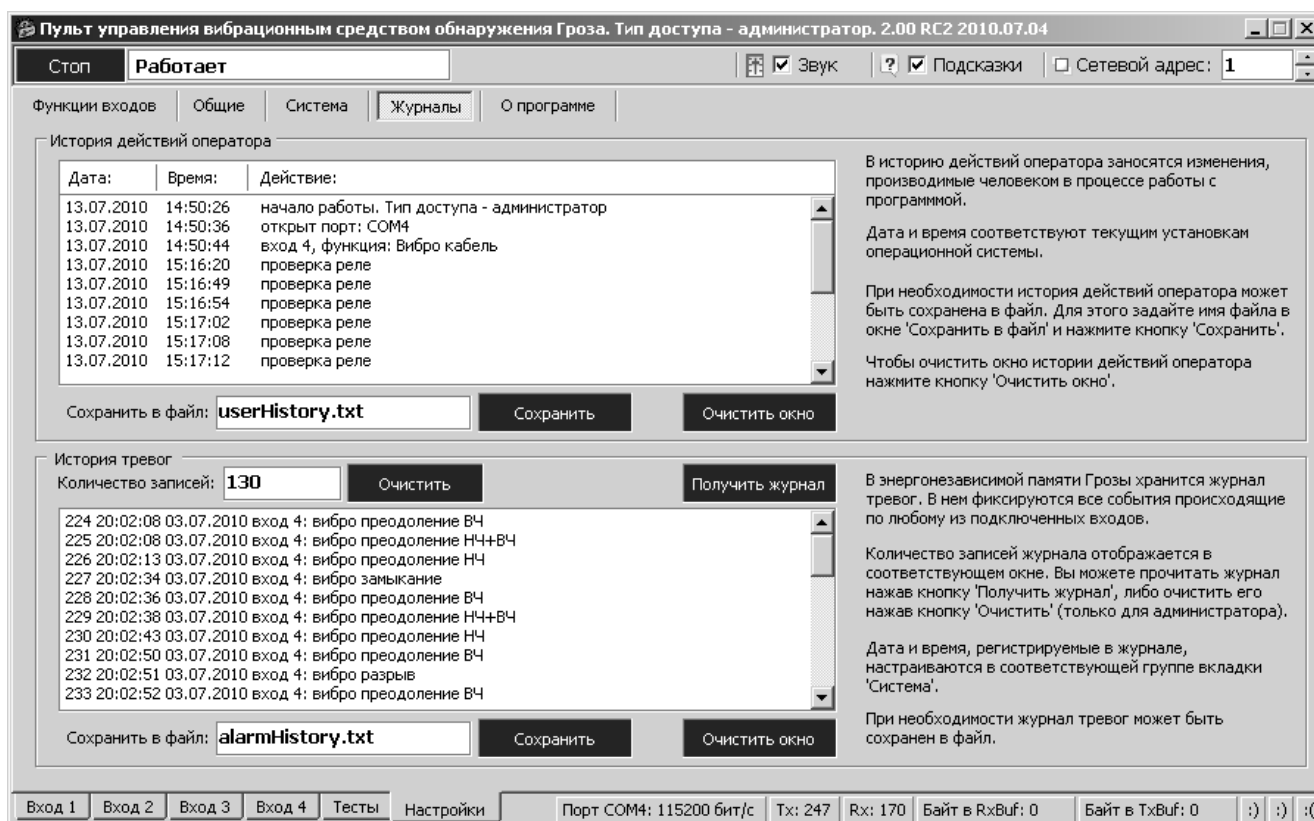 Пульт управления вибрационным средством обнаружения Гроза. Тип доступа - администратор. 2.00 RC2 2010.07.04
Стоп Работает Звук Подсказки Сетевой адрес: 1
Функции входов Общие Система Журналы О программе
История действий оператора
Дата: Время: Действие:
13.07.2010 14:50:26 начало работы. Тип доступа - администратор
13.07.2010 14:50:36 открыт порт: COM4
13.07.2010 14:50:44 вход 4, функция: Вибро кабель
13.07.2010 15:16:20 проверка реле
13.07.2010 15:16:49 проверка реле
13.07.2010 15:16:54 проверка реле
13.07.2010 15:17:02 проверка реле
13.07.2010 15:17:08 проверка реле
13.07.2010 15:17:12 проверка реле
Сохранить в файл: userHistory.txt Сохранить Очистить окно
В историю действий оператора заносятся изменения,
производимые человеком в процессе работы с
программмой.
Дата и время соответствуют текущим установкам
операционной системы.
При необходимости история действий оператора может
быть сохранена в файл. Для этого задайте имя файла в
окне 'Сохранить в файл' и нажмите кнопку 'Сохранить'.
Чтобы очистить окно истории действий оператора
нажмите кнопку 'Очистить окно'.
История тревог
Количество записей: 130 Очистить Получить журнал
224 20:02:08 03.07.2010 вход 4: вибро преодоление ВЧ
225 20:02:08 03.07.2010 вход 4: вибро преодоление НЧ+ВЧ
226 20:02:13 03.07.2010 вход 4: вибро преодоление НЧ
227 20:02:34 03.07.2010 вход 4: вибро замыкание
228 20:02:36 03.07.2010 вход 4: вибро преодоление ВЧ
229 20:02:38 03.07.2010 вход 4: вибро преодоление НЧ+ВЧ
230 20:02:43 03.07.2010 вход 4: вибро преодоление НЧ
231 20:02:50 03.07.2010 вход 4: вибро преодоление ВЧ
232 20:02:51 03.07.2010 вход 4: вибро разрыв
233 20:02:52 03.07.2010 вход 4: вибро преодоление ВЧ
Сохранить в файл: alarmHistory.txt Сохранить Очистить окно
В энергонезависимой памяти Грозы хранится журнал
тревог. В нем фиксируются все события происходящие
по любому из подключенных входов.
Количество записей журнала отображается в
соответствующем окне. Вы можете прочитать журнал
нажав кнопку 'Получить журнал', либо очистить его
нажав кнопку 'Очистить' (только для администратора).
Дата и время, регистрируемые в журнале,
настраиваются в соответствующей группе вкладки
'Система'.
При необходимости журнал тревог может быть
сохранен в файл.
Вход 1 Вход 2 Вход 3 Вход 4 Тесты Настройки Порт COM4: 115200 бит/с Tx: 247 Rx: 170 Байт в RxBuf: 0 Байт в TxBuf: 0 :) :) :(